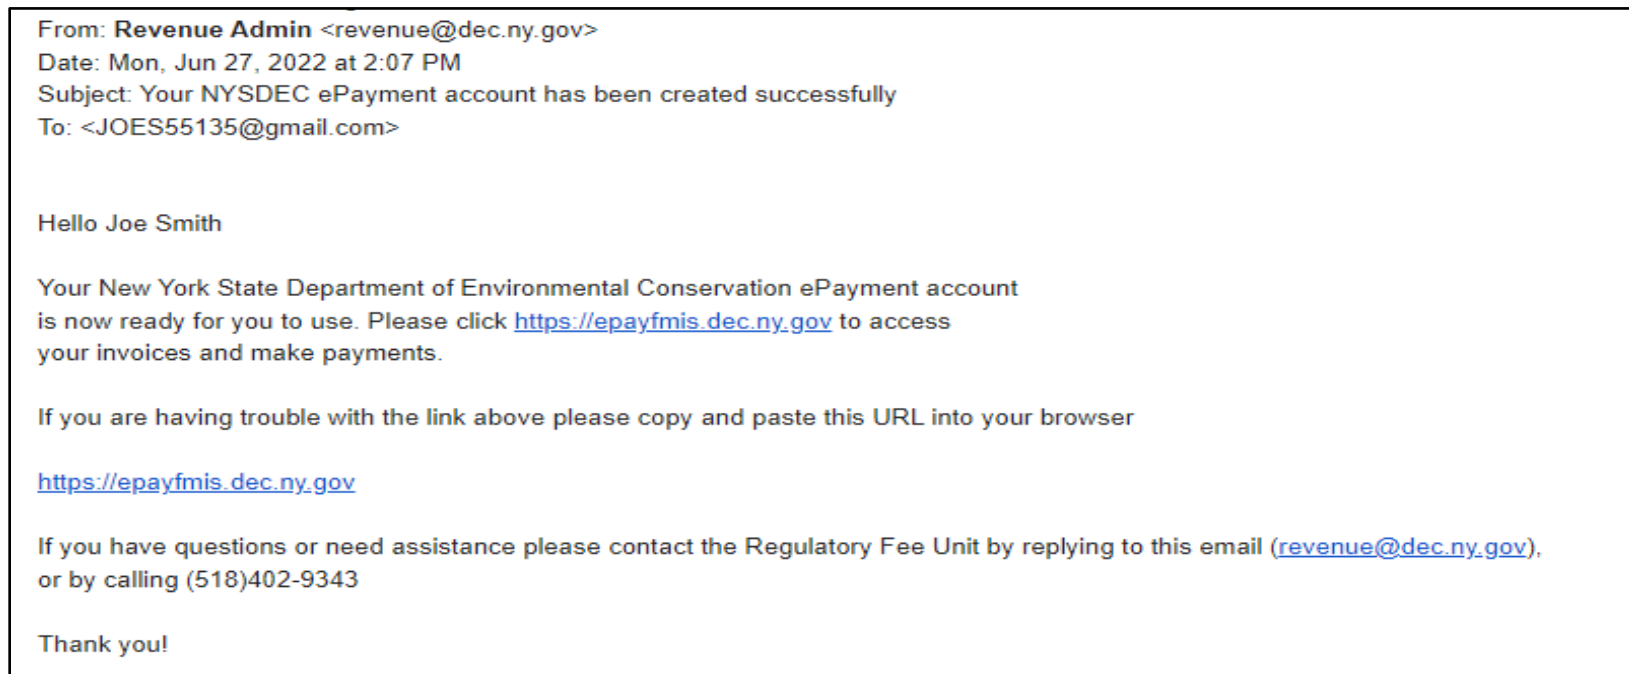 From: Revenue Admin <revenue@dec.ny.gov>
Date: Mon, Jun 27, 2022 at 2:07 PM
Subject: Your NYSDEC ePayment account has been created successfully
To: <JOES55135@gmail.com>
Hello Joe Smith
Your New York State Department of Environmental Conservation ePayment account
is now ready for you to use. Please click https://epayfmis.dec.ny.gov to access
your invoices and make payments.
If you are having trouble with the link above please copy and paste this URL into your browser
https://epayfmis.dec.ny.gov
If you have questions or need assistance please contact the Regulatory Fee Unit by replying to this email (revenue@dec.ny.gov),
or by calling (518)402-9343
Thank you!